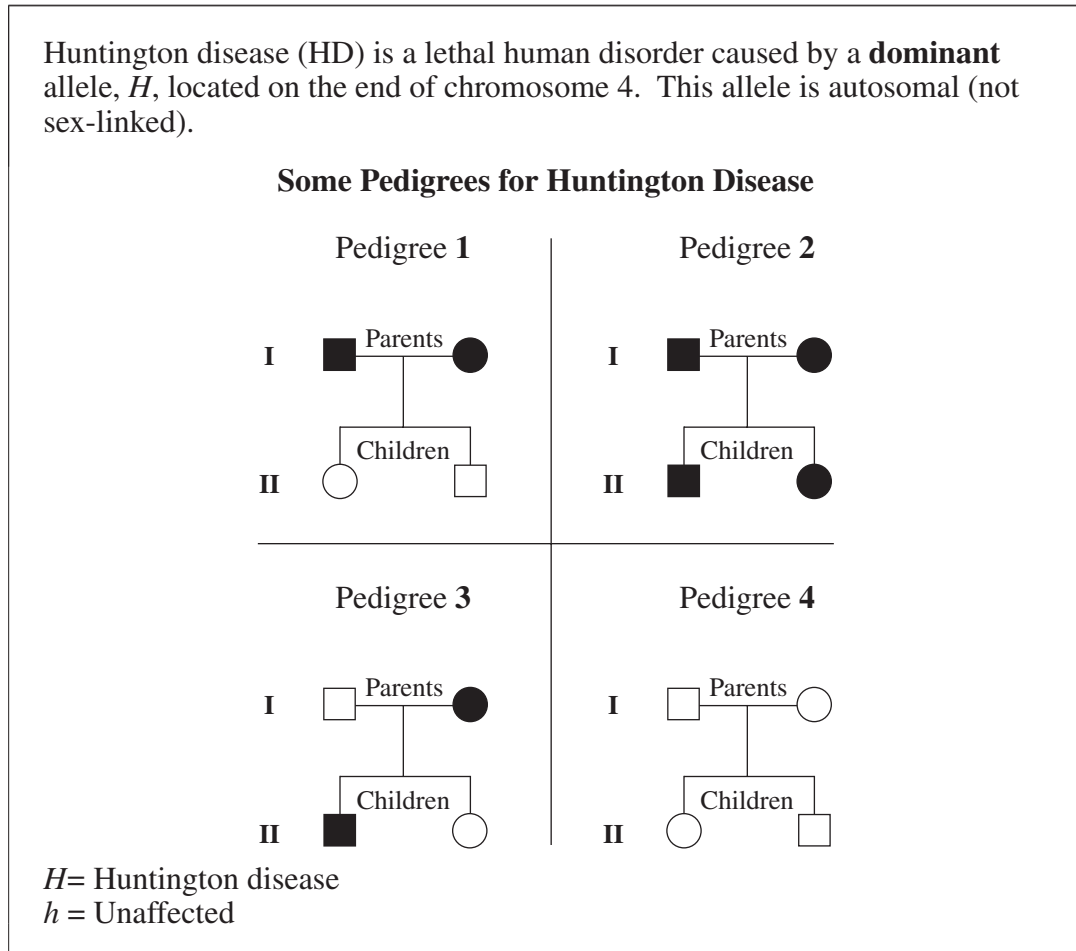 Huntington disease (HD) is a lethal human disorder caused by a dominant
allele, H, located on the end of chromosome 4. This allele is autosomal (not
sex-linked).
Some Pedigrees for Huntington Disease
Pedigree 1
I
Parents
Children
II
Pedigree 2
I
Parents
Children
II
Pedigree 3
I
Parents
Children
II
Pedigree 4
I
Parents
Children
II
H= Huntington disease
h = Unaffected